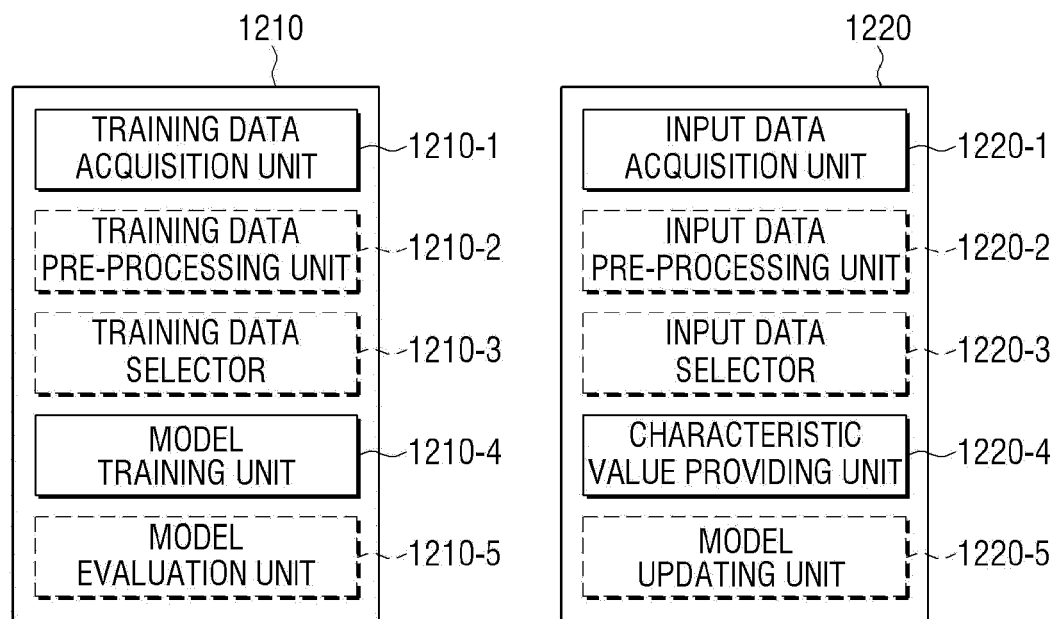 1210
TRAINING DATA
ACQUISITION UNIT
1210-1
TRAINING DATA
PRE-PROCESSING UNIT
1210-2
TRAINING DATA
SELECTOR
1210-3
MODEL
TRAINING UNIT
1210-4
MODEL
EVALUATION UNIT
1210-5
1220
INPUT DATA
ACQUISITION UNIT
1220-1
INPUT DATA
PRE-PROCESSING UNIT
1220-2
INPUT DATA
SELECTOR
1220-3
CHARACTERISTIC
VALUE PROVIDING UNIT
1220-4
MODEL
UPDATING UNIT
1220-5